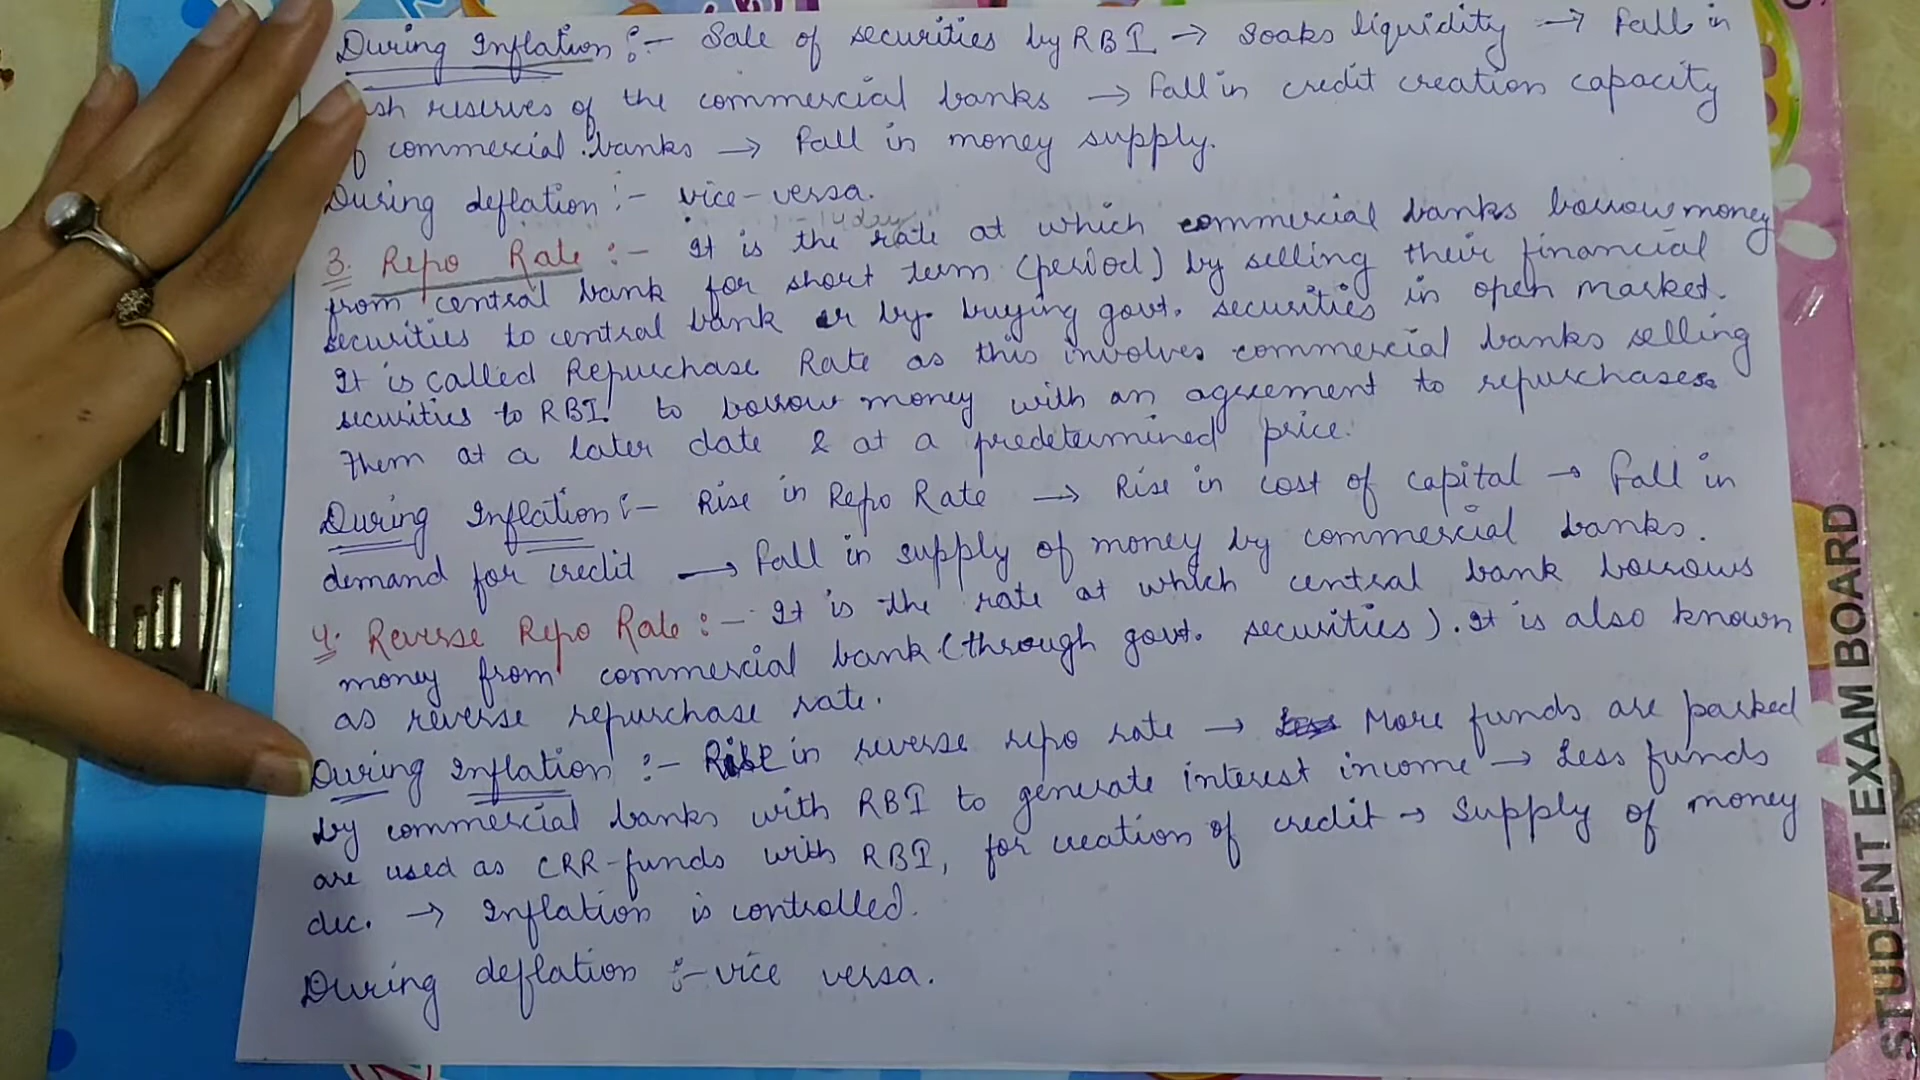 During Inflation :- Sale of securities by RBI → Soaks liquidity → Fall in
sh reserves of the commercial banks → Fall in credit creation capacity
commercial banks → Fall in money supply.
During deflation :- vice-versa.
3. Repo Rate :- It is the rate at which commercial banks borrow money
from central bank for short term (period) by selling their financial
securities to central bank or by buying govt. securities in open market.
It is called Repurchase Rate as this involves commercial banks selling
securities to RBI to borrow money with an agreement to repurchases
them at a later date & at a predetermined price.
During Inflation :- Rise in Repo Rate → Rise in cost of capital → Fall in
demand for credit → Fall in supply of money by commercial banks.
4. Reverse Repo Rate :- It is the rate at which central bank borrows
money from commercial bank (through govt. securities). It is also known
as reverse repurchase rate.
During Inflation :- Rise in reverse repo rate → More funds are parked
by commercial banks with RBI to generate interest income → Less funds
are used as CRR-funds with RBI, for creation of credit → Supply of money
dec. → Inflation is controlled.
During deflation :- vice versa.
STUDENT EXAM BOARD